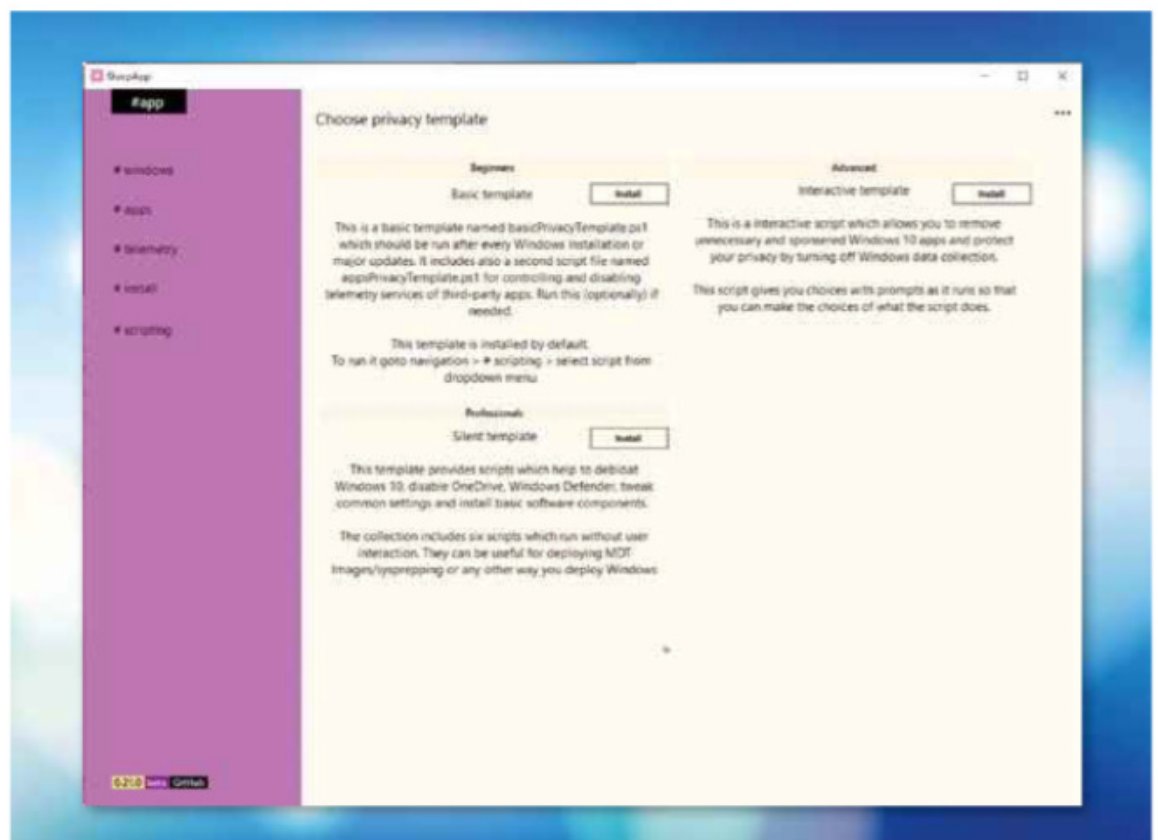 SharpApp
#app
Choose privacy template
# windows
# apps
# telemetry
# install
# scripting
Beginners
Basic template
Install
This is a basic template named basicPrivacyTemplate.ps1
which should be run after every Windows installation or
major updates. It includes also a second script file named
appsPrivacyTemplate.ps1 for controlling and disabling
telemetry services of third-party apps. Run this (optionally) if
needed.
This template is installed by default.
To run it goto navigation > # scripting > select script from
dropdown menu
Professionals
Silent template
Install
This template provides scripts which help to debloat
Windows 10, disable OneDrive, Windows Defender, tweak
common settings and install basic software components.
The collection includes six scripts which run without user
interaction. They can be useful for deploying MDT
Images/sysprepping or any other way you deploy Windows
Advanced
Interactive template
Install
This is a interactive script which allows you to remove
unnecessary and sponsered Windows 10 apps and protect
your privacy by turning off Windows data collection.
This script gives you choices with prompts as it runs so that
you can make the choices of what the script does.
0.21.0 beta GitHub